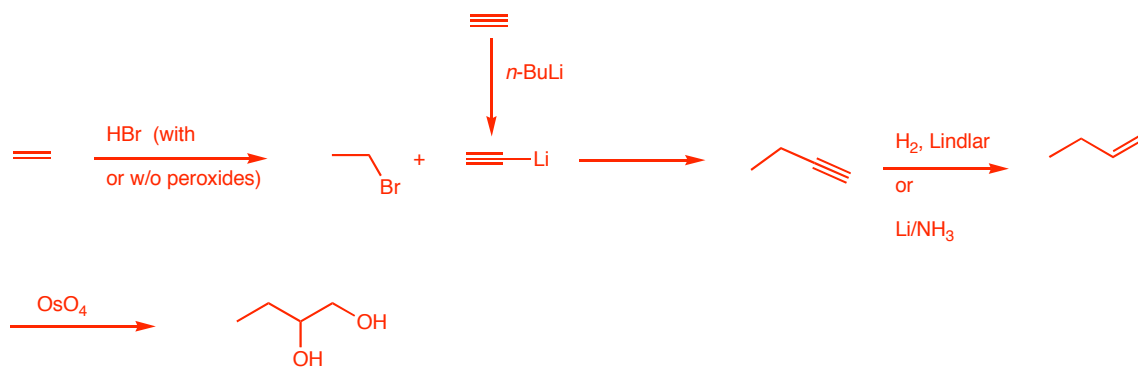 n-BuLi
HBr (with
or w/o peroxides)
Br
+
Li
H₂, Lindlar
or
Li/NH₃
OsO₄
OH
OH